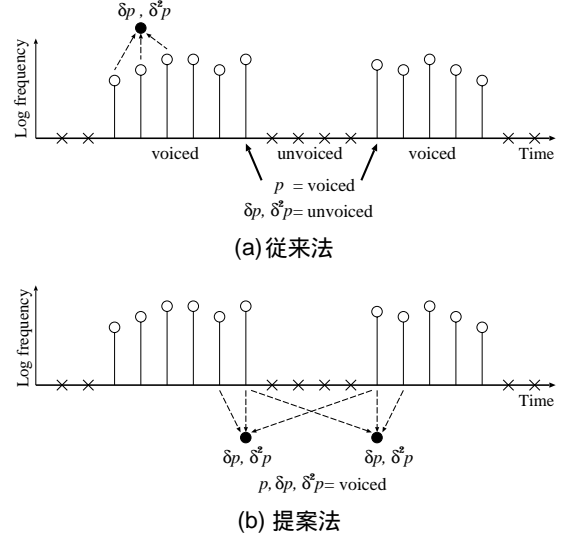 δp , δ²p
Log frequency
voiced unvoiced voiced Time
p = voiced
δp, δ²p= unvoiced
(a)従来法
Log frequency
Time
δp, δ²p δp, δ²p
p, δp, δ²p= voiced
(b) 提案法